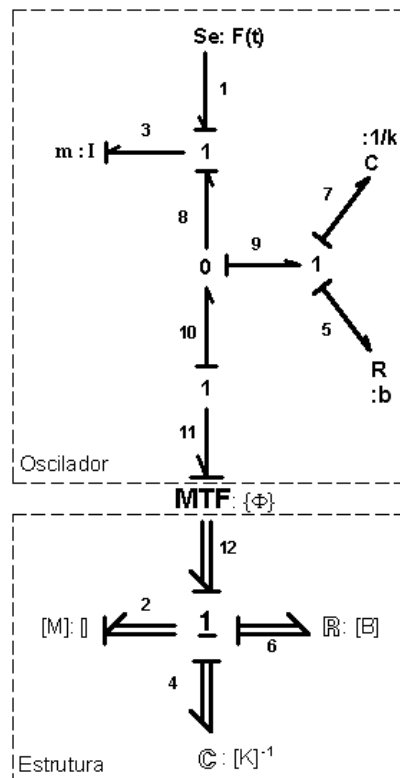 Se: F(t)
1
3
m : I
1
:1/k
C
7
8
9
0
1
10
5
R
:b
1
11
Oscilador
MTF: {Φ}
12
2
[M]: 𝕀
1
ℝ: [B]
6
4
ℂ : [K]⁻¹
Estrutura